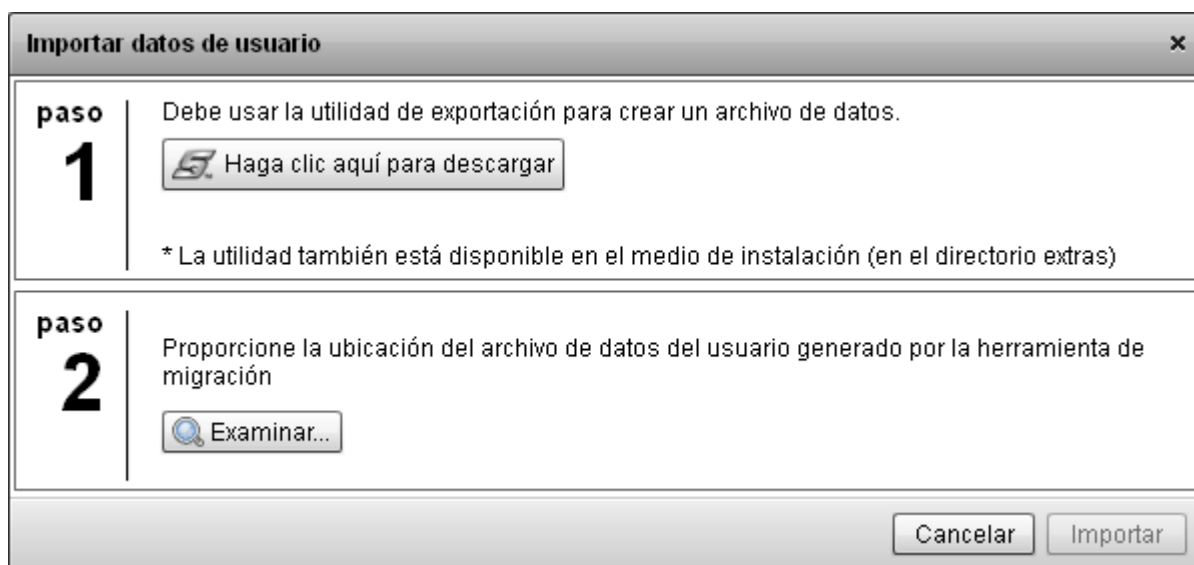 Importar datos de usuario
paso
1
Debe usar la utilidad de exportación para crear un archivo de datos.
Haga clic aquí para descargar
* La utilidad también está disponible en el medio de instalación (en el directorio extras)
paso
2
Proporcione la ubicación del archivo de datos del usuario generado por la herramienta de
migración
Examinar...
Cancelar
Importar